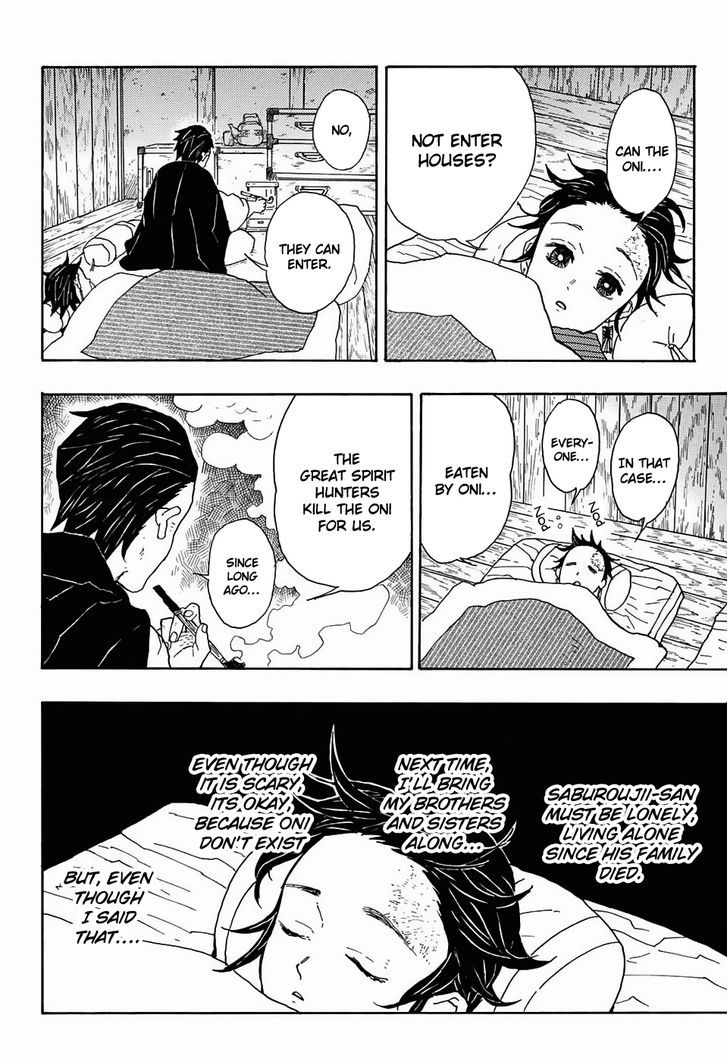 CAN THE
ONI....
NOT ENTER
HOUSES?
NO,
THEY CAN
ENTER.
IN THAT
CASE...
EVERY-
ONE...
EATEN
BY ONI...
PON
PON
THE
GREAT SPIRIT
HUNTERS
KILL THE ONI
FOR US.
SINCE
LONG
AGO...
SABUROUJII-SAN
MUST BE LONELY,
LIVING ALONE
SINCE HIS FAMILY
DIED.
NEXT TIME,
I'LL BRING
MY BROTHERS
AND SISTERS
ALONG...
EVEN THOUGH
IT IS SCARY,
ITS OKAY,
BECAUSE ONI
DON'T EXIST
BUT, EVEN
THOUGH
I SAID
THAT....